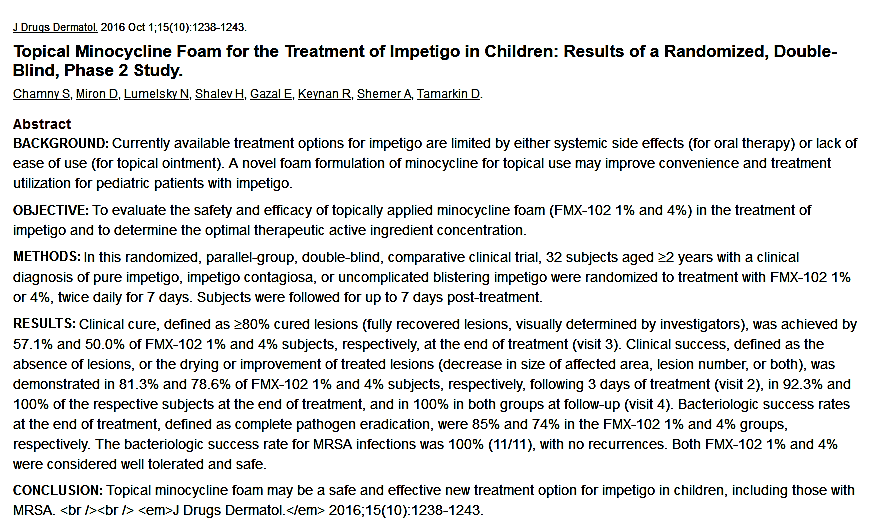 J Drugs Dermatol. 2016 Oct 1;15(10):1238-1243.
Topical Minocycline Foam for the Treatment of Impetigo in Children: Results of a Randomized, Double-
Blind, Phase 2 Study.
Chamny S, Miron D, Lumelsky N, Shalev H, Gazal E, Keynan R, Shemer A, Tamarkin D.
Abstract
BACKGROUND: Currently available treatment options for impetigo are limited by either systemic side effects (for oral therapy) or lack of
ease of use (for topical ointment). A novel foam formulation of minocycline for topical use may improve convenience and treatment
utilization for pediatric patients with impetigo.
OBJECTIVE: To evaluate the safety and efficacy of topically applied minocycline foam (FMX-102 1% and 4%) in the treatment of
impetigo and to determine the optimal therapeutic active ingredient concentration.
METHODS: In this randomized, parallel-group, double-blind, comparative clinical trial, 32 subjects aged ≥2 years with a clinical
diagnosis of pure impetigo, impetigo contagiosa, or uncomplicated blistering impetigo were randomized to treatment with FMX-102 1%
or 4%, twice daily for 7 days. Subjects were followed for up to 7 days post-treatment.
RESULTS: Clinical cure, defined as ≥80% cured lesions (fully recovered lesions, visually determined by investigators), was achieved by
57.1% and 50.0% of FMX-102 1% and 4% subjects, respectively, at the end of treatment (visit 3). Clinical success, defined as the
absence of lesions, or the drying or improvement of treated lesions (decrease in size of affected area, lesion number, or both), was
demonstrated in 81.3% and 78.6% of FMX-102 1% and 4% subjects, respectively, following 3 days of treatment (visit 2), in 92.3% and
100% of the respective subjects at the end of treatment, and in 100% in both groups at follow-up (visit 4). Bacteriologic success rates
at the end of treatment, defined as complete pathogen eradication, were 85% and 74% in the FMX-102 1% and 4% groups,
respectively. The bacteriologic success rate for MRSA infections was 100% (11/11), with no recurrences. Both FMX-102 1% and 4%
were considered well tolerated and safe.
CONCLUSION: Topical minocycline foam may be a safe and effective new treatment option for impetigo in children, including those with
MRSA. <br /><br /> <em>J Drugs Dermatol.</em> 2016;15(10):1238-1243.